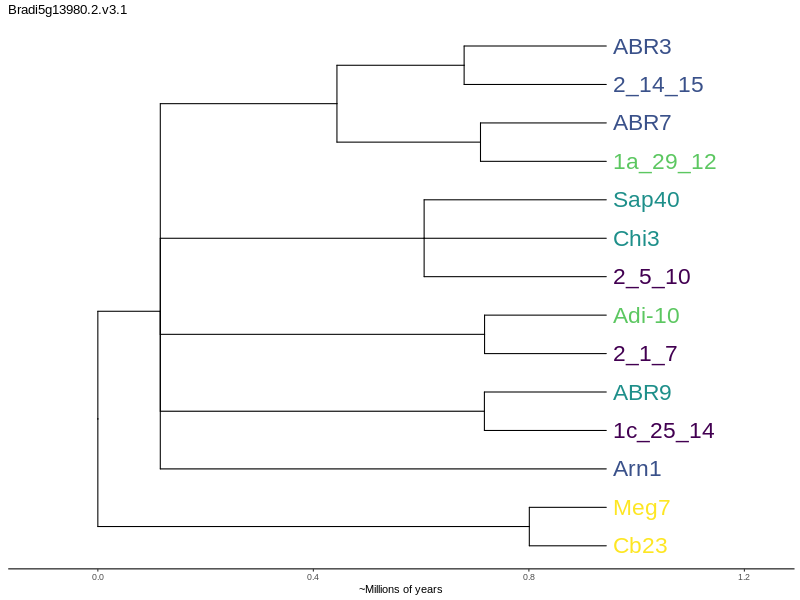 Bradi5g13980.2.v3.1
ABR3
2_14_15
ABR7
1a_29_12
Sap40
Chi3
2_5_10
Adi-10
2_1_7
ABR9
1c_25_14
Arn1
Meg7
Cb23
0.0 0.4 0.8 1.2
~Millions of years